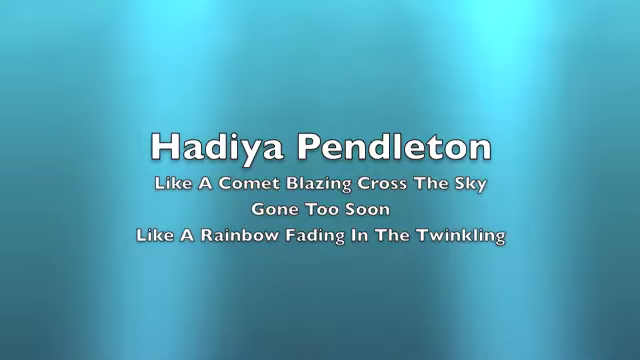 Hadiya Pendleton
Like A Comet Blazing Cross The Sky
Gone Too Soon
Like A Rainbow Fading In The Twinkling